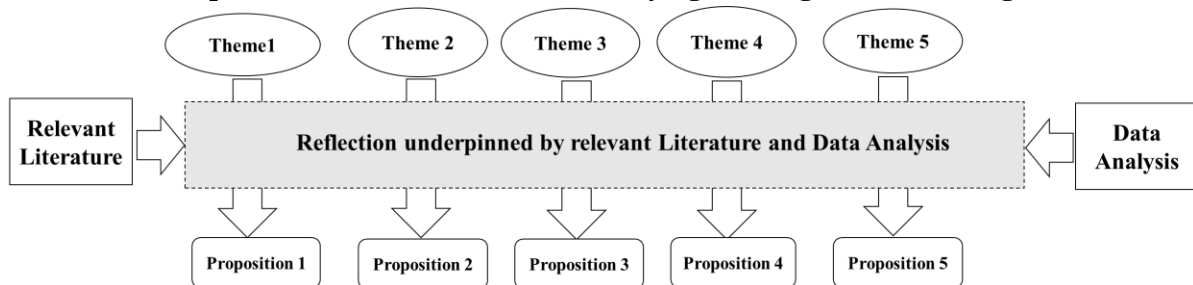 Theme1
Theme 2
Theme 3
Theme 4
Theme 5
Relevant
Literature
Reflection underpinned by relevant Literature and Data Analysis
Data
Analysis
Proposition 1
Proposition 2
Proposition 3
Proposition 4
Proposition 5